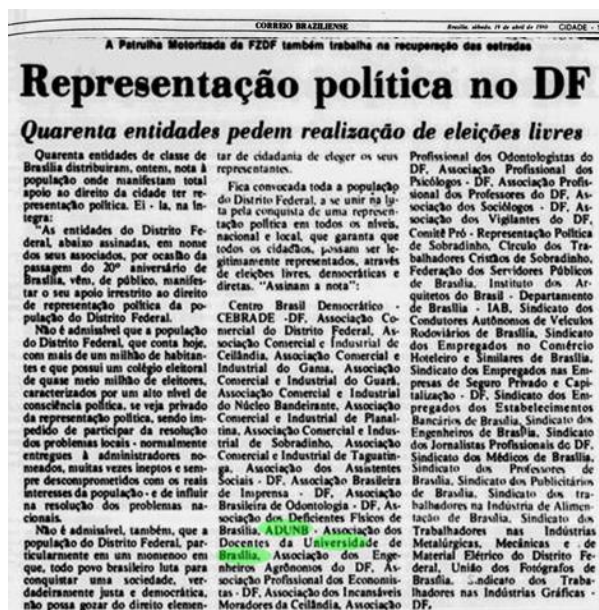 CORREIO BRAZILIENSE
Brasília, sábado, 19 de abril de 1980 CIDADE
A Patrulha Motorizada da FZDF também trabalha na recuperação das estradas
Representação política no DF
Quarenta entidades pedem realização de eleições livres
Quarenta entidades de classe de
Brasília distribuíram, ontem, nota à
população onde manifestam total
apoio ao direito da cidade ter re-
presentação política. Ei - la, na ín-
tegra:
"As entidades do Distrito Fe-
deral, abaixo assinadas, em nome
dos seus associados, por ocasião da
passagem do 20º aniversário de
Brasília, vêm, de público, manifes-
tar o seu apoio irrestrito ao direito
de representação política da po-
pulação do Distrito Federal.
Não é admissível que a população
do Distrito Federal, que conta hoje,
com mais de um milhão de habitan-
tes e que possui um colégio eleitoral
de quase meio milhão de eleitores,
caracterizados por um alto nível de
consciência política, se veja privado
da representação política, sendo im-
pedido de participar da resolução
dos problemas locais - normalmente
entregues à administradores no-
meados, muitas vezes ineptos e sem-
pre descomprometidos com os reais
interesses da população - e de influir
na resolução dos problemas na-
cionais.
Não é admissível, também, que a
população do Distrito Federal, par-
ticularmente em uns momenoo em
que, todo povo brasileiro luta para
conquistar uma sociedade, ver-
dadeiramente justa e democrática,
não possa gozar do direito elemen-
tar de cidadania de eleger os seus
representantes.
Fica convocada toda a população
do Distrito Federal, a se unir na lu-
ta pela conquista de uma represen-
tação política em todos os níveis,
nacional e local, que garanta que
todos os cidadãos, possam ser le-
gitimamente representados, através
de eleições livres, democráticas e
diretas. "Assinam a nota":
Centro Brasil Democrático -
CEBRADE -DF, Associação Co-
mercial do Distrito Federal, As-
sociação Comercial e Industrial de
Ceilândia, Associação Comercial e
Industrial do Gama, Associação
Comercial e Industrial do Guará,
Associação Comercial e Industrial
do Núcleo Bandeirante, Associação
Comercial e Industrial de Planal-
tina, Associação Comercial e Indus-
trial de Sobradinho, Associação
Comercial e Industrial de Taguatin-
ga, Associação dos Assistentes
Sociais - DF, Associação Brasileira
de Imprensa - DF, Associação
Brasileira de Odontologia - DF, As-
sociação dos Deficientes Físicos de
Brasília, ADUNB - Associação dos
Docentes da Universidade de
Brasília, Associação dos Enge-
nheiros Agrônomos do DF, As-
sociação Profissional dos Economis-
tas - DF, Associação dos Incansáveis
Moradores da Ceilândia, Associação
Profissional dos Odontologistas do
DF, Associação Profissional dos
Psicólogos - DF, Associação Profis-
sional dos Professores do DF, As-
sociação dos Sociólogos - DF, As-
sociação dos Vigilantes do DF,
Comitê Pró - Representação Política
de Sobradinho, Círculo dos Tra-
balhadores Cristãos de Sobradinho,
Federação dos Servidores Públicos
de Brasília, Instituto dos Ar-
quitetos do Brasil - Departamento
de Brasília - IAB, Sindicato dos
Condutores Autônomos de Veículos
Rodoviários de Brasília, Sindicato
dos Empregados no Comércio
Hoteleiro e Similares de Brasília,
Sindicato dos Empregados nas Em-
presas de Seguro Privado e Capi-
talização - DF, Sindicato dos Em-
pregados dos Estabelecimentos
Bancários de Brasília, Sindicato dos
Engenheiros de Brasília, Sindicato
dos Jornalistas Profissionais do DF,
Sindicato dos Médicos de Brasília,
Sindicato dos Professores de
Brasília, Sindicato dos Publicitários
de Brasília, Sindicato dos tra-
balhadores na Indústria de Alimen-
tação de Brasília, Sindicato dos
Trabalhadores nas Indústrias
Metalúrgicas, Mecânicas e de
Material Elétrico do Distrito Fe-
deral, União dos Fotógrafos de
Brasília. Sindicato dos Traba-
lhadores nas Indústrias Gráficas -
DF.